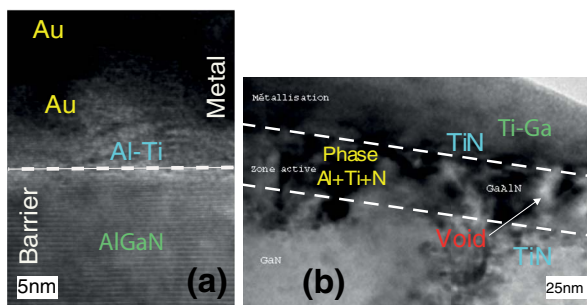 Au
Au
Metal
Al-Ti
Barrier
AlGaN
5nm
(a)
Métallisation
Ti-Ga
TiN
Phase
Al+Ti+N
Zone active
GaAlN
Void
TiN
GaN
(b)
25nm